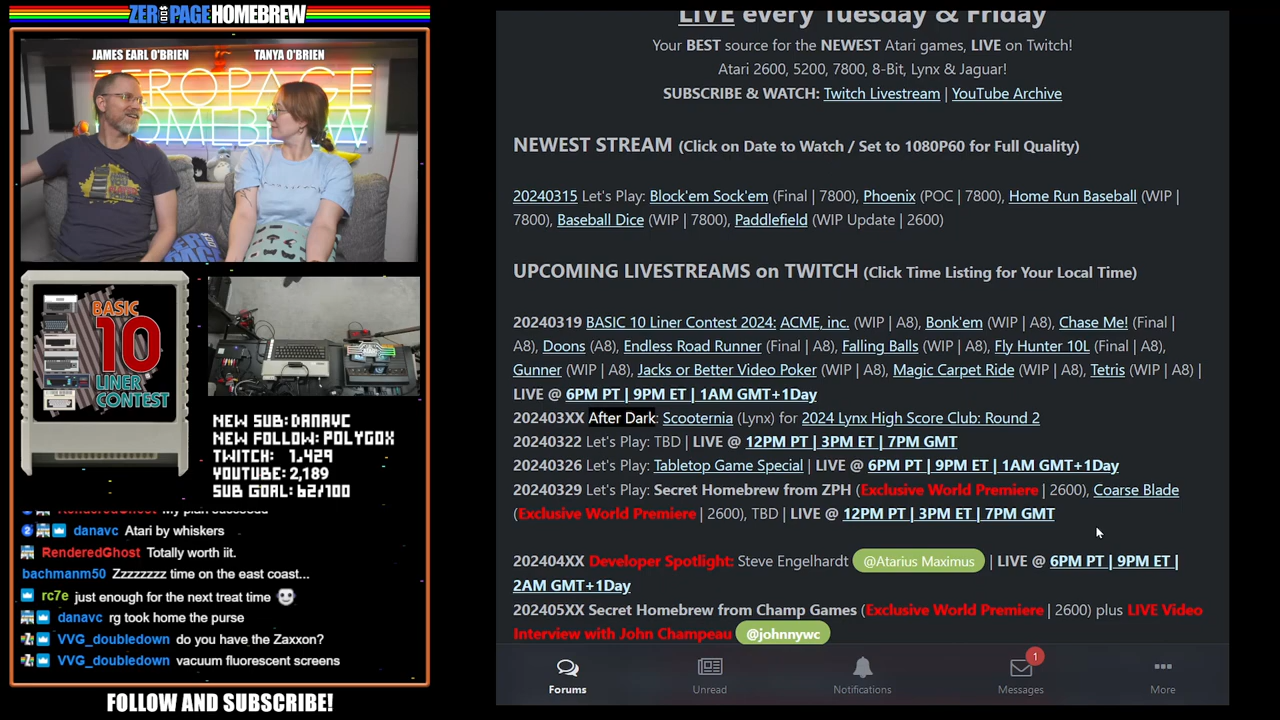 ZEROPAGE HOMEBREW
JAMES EARL O'BRIEN
TANYA O'BRIEN
ZEROPAGE
HOMEBREW
BASIC
10
LINER
CONTEST
NEW SUB: DANAVC
NEW FOLLOW: POLYGOX
TWITCH: 1,429
YOUTUBE: 2,189
SUB GOAL: 62/100
danavc Atari by whiskers
RenderedGhost Totally worth iit.
bachmanm50 Zzzzzzzz time on the east coast...
rc7e just enough for the next treat time
danavc rg took home the purse
VVG_doubledown do you have the Zaxxon?
VVG_doubledown vacuum fluorescent screens
FOLLOW AND SUBSCRIBE!
LIVE every Tuesday & Friday
Your BEST source for the NEWEST Atari games, LIVE on Twitch!
Atari 2600, 5200, 7800, 8-Bit, Lynx & Jaguar!
SUBSCRIBE & WATCH: Twitch Livestream | YouTube Archive
NEWEST STREAM (Click on Date to Watch / Set to 1080P60 for Full Quality)
20240315 Let's Play: Block'em Sock'em (Final | 7800), Phoenix (POC | 7800), Home Run Baseball (WIP |
7800), Baseball Dice (WIP | 7800), Paddlefield (WIP Update | 2600)
UPCOMING LIVESTREAMS on TWITCH (Click Time Listing for Your Local Time)
20240319 BASIC 10 Liner Contest 2024: ACME, inc. (WIP | A8), Bonk'em (WIP | A8), Chase Me! (Final |
A8), Doons (A8), Endless Road Runner (Final | A8), Falling Balls (WIP | A8), Fly Hunter 10L (Final | A8),
Gunner (WIP | A8), Jacks or Better Video Poker (WIP | A8), Magic Carpet Ride (WIP | A8), Tetris (WIP | A8) |
LIVE @ 6PM PT | 9PM ET | 1AM GMT+1Day
202403XX After Dark: Scooternia (Lynx) for 2024 Lynx High Score Club: Round 2
20240322 Let's Play: TBD | LIVE @ 12PM PT | 3PM ET | 7PM GMT
20240326 Let's Play: Tabletop Game Special | LIVE @ 6PM PT | 9PM ET | 1AM GMT+1Day
20240329 Let's Play: Secret Homebrew from ZPH (Exclusive World Premiere | 2600), Coarse Blade
(Exclusive World Premiere | 2600), TBD | LIVE @ 12PM PT | 3PM ET | 7PM GMT
202404XX Developer Spotlight: Steve Engelhardt @Atarius Maximus | LIVE @ 6PM PT | 9PM ET |
2AM GMT+1Day
202405XX Secret Homebrew from Champ Games (Exclusive World Premiere | 2600) plus LIVE Video
Interview with John Champeau @johnnywc
1
Forums
Unread
Notifications
Messages
More